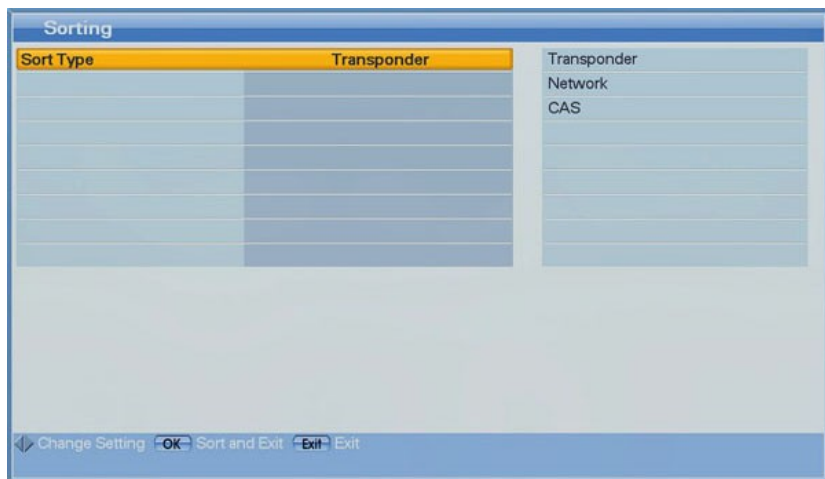 Sorting
Sort Type Transponder
Transponder
Network
CAS
Change Setting OK Sort and Exit Exit Exit